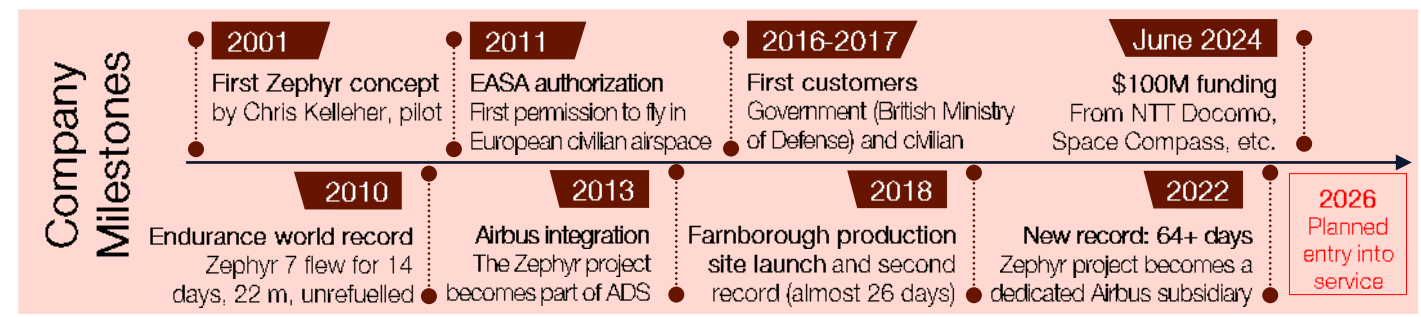 Company
Milestones
2001
First Zephyr concept
by Chris Kelleher, pilot
2011
EASA authorization
First permission to fly in
European civilian airspace
2016-2017
First customers
Government (British Ministry
of Defense) and civilian
June 2024
$100M funding
From NTT Docomo,
Space Compass, etc.
2010
Endurance world record
Zephyr 7 flew for 14
days, 22 m, unrefuelled
2013
Airbus integration
The Zephyr project
becomes part of ADS
2018
Farnborough production
site launch and second
record (almost 26 days)
2022
New record: 64+ days
Zephyr project becomes a
dedicated Airbus subsidiary
2026
Planned
entry into
service